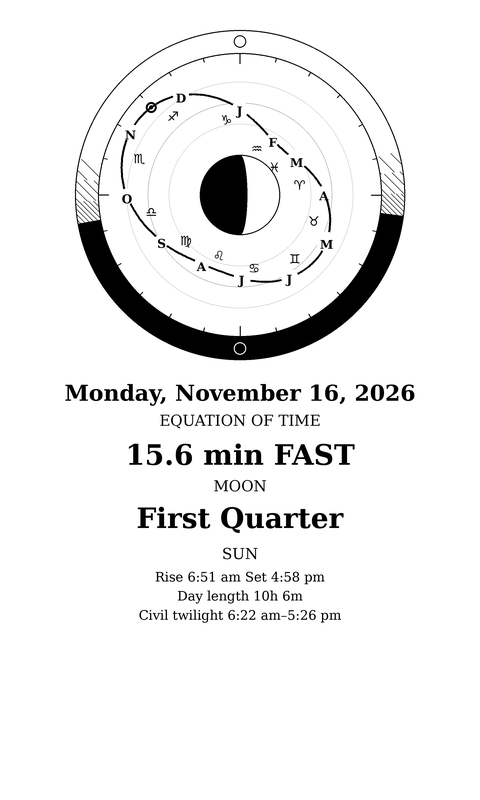 D
J
N
F
♐
♑
♒
M
♏
♓
♈
O
A
♎
♉
S
♍
M
♌
♊
A
♋
J
J
Monday, November 16, 2026
EQUATION OF TIME
15.6 min FAST
MOON
First Quarter
SUN
Rise 6:51 am Set 4:58 pm
Day length 10h 6m
Civil twilight 6:22 am–5:26 pm